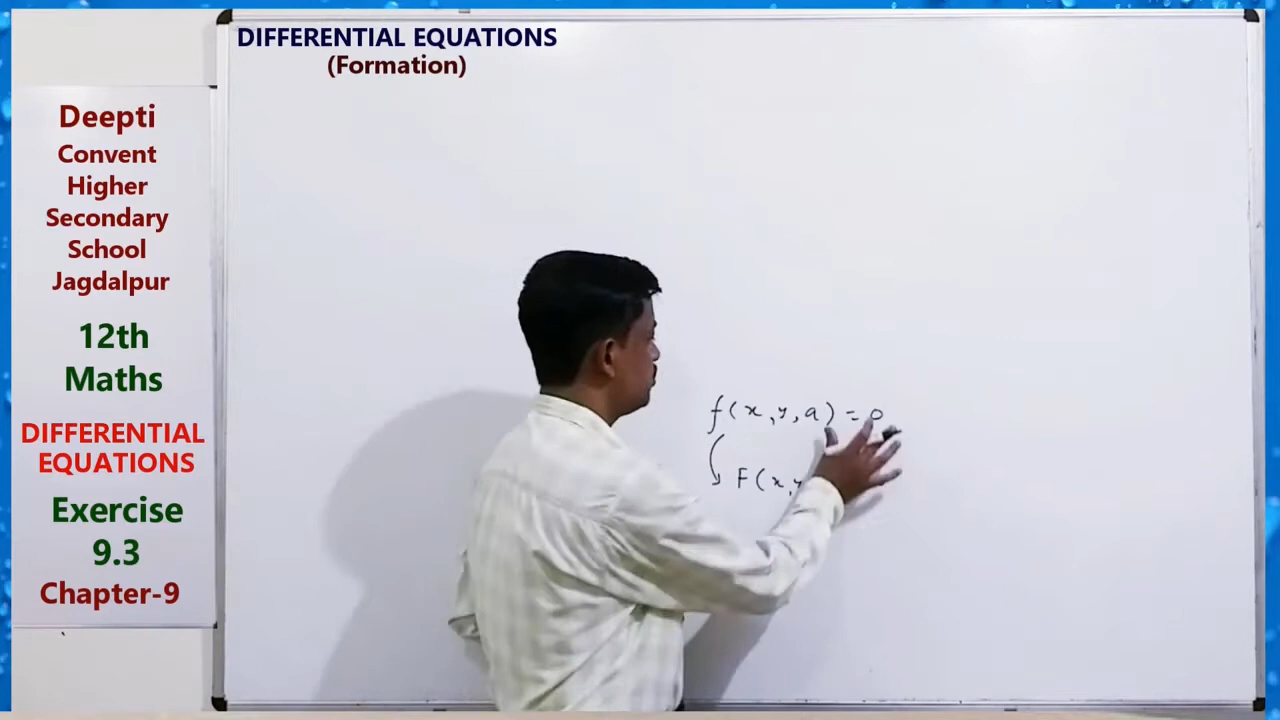 DIFFERENTIAL EQUATIONS
(Formation)
Deepti
Convent
Higher
Secondary
School
Jagdalpur
12th
Maths
DIFFERENTIAL
EQUATIONS
Exercise
9.3
Chapter-9
f(x,y,a)=0
F(x,y